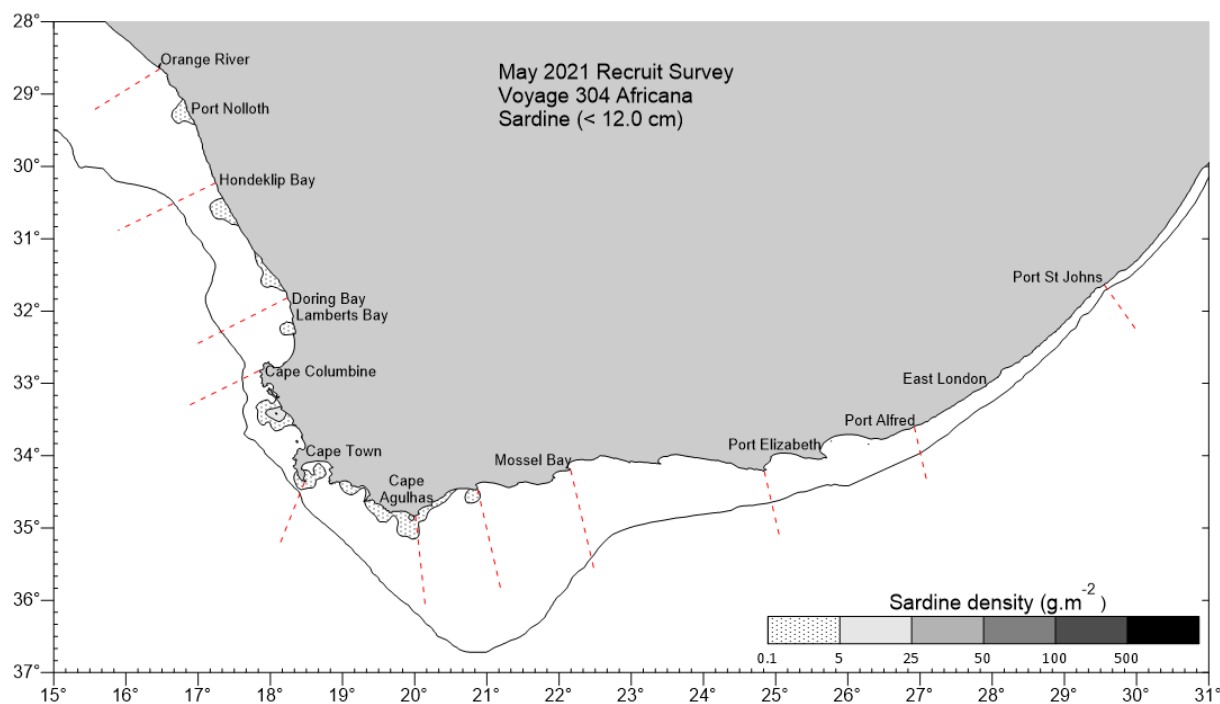 May 2021 Recruit Survey
Voyage 304 Africana
Sardine (< 12.0 cm)
Orange River
Port Nolloth
Hondeklip Bay
Doring Bay
Lamberts Bay
Cape Columbine
Cape Town
Cape
Agulhas
Mossel Bay
Port Elizabeth
Port Alfred
East London
Port St Johns
28°
29°
30°
31°
32°
33°
34°
35°
36°
37°
Sardine density (g.m⁻²)
0.1 5 25 50 100 500
15° 16° 17° 18° 19° 20° 21° 22° 23° 24° 25° 26° 27° 28° 29° 30° 31°